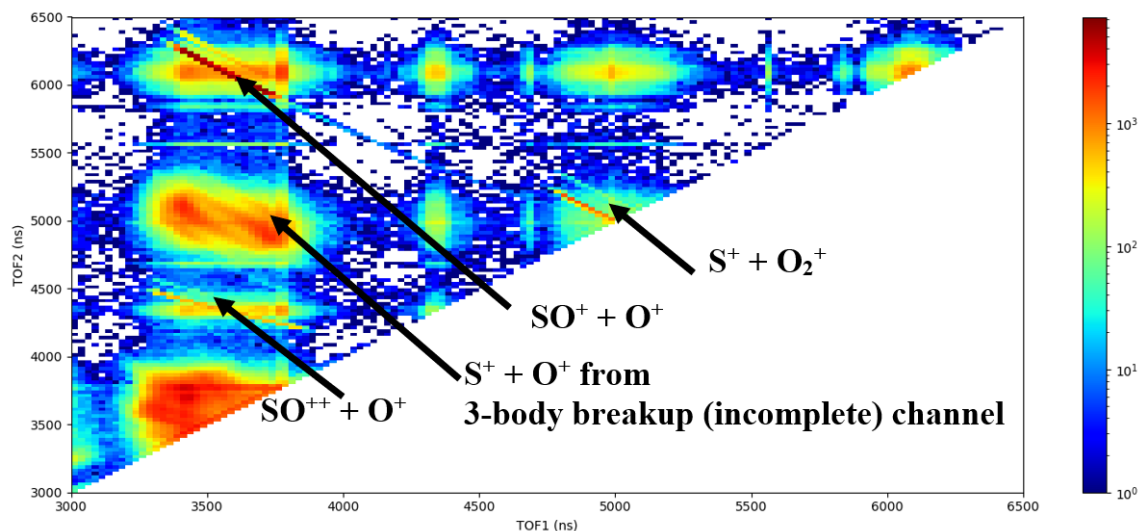 6500
6000
5500
5000
4500
4000
3500
3000
TOF2 (ns)
3000 3500 4000 4500 5000 5500 6000 6500
TOF1 (ns)
10³
10²
10¹
10⁰
S⁺ + O₂⁺
SO⁺ + O⁺
S⁺ + O⁺ from
3-body breakup (incomplete) channel
SO⁺⁺ + O⁺